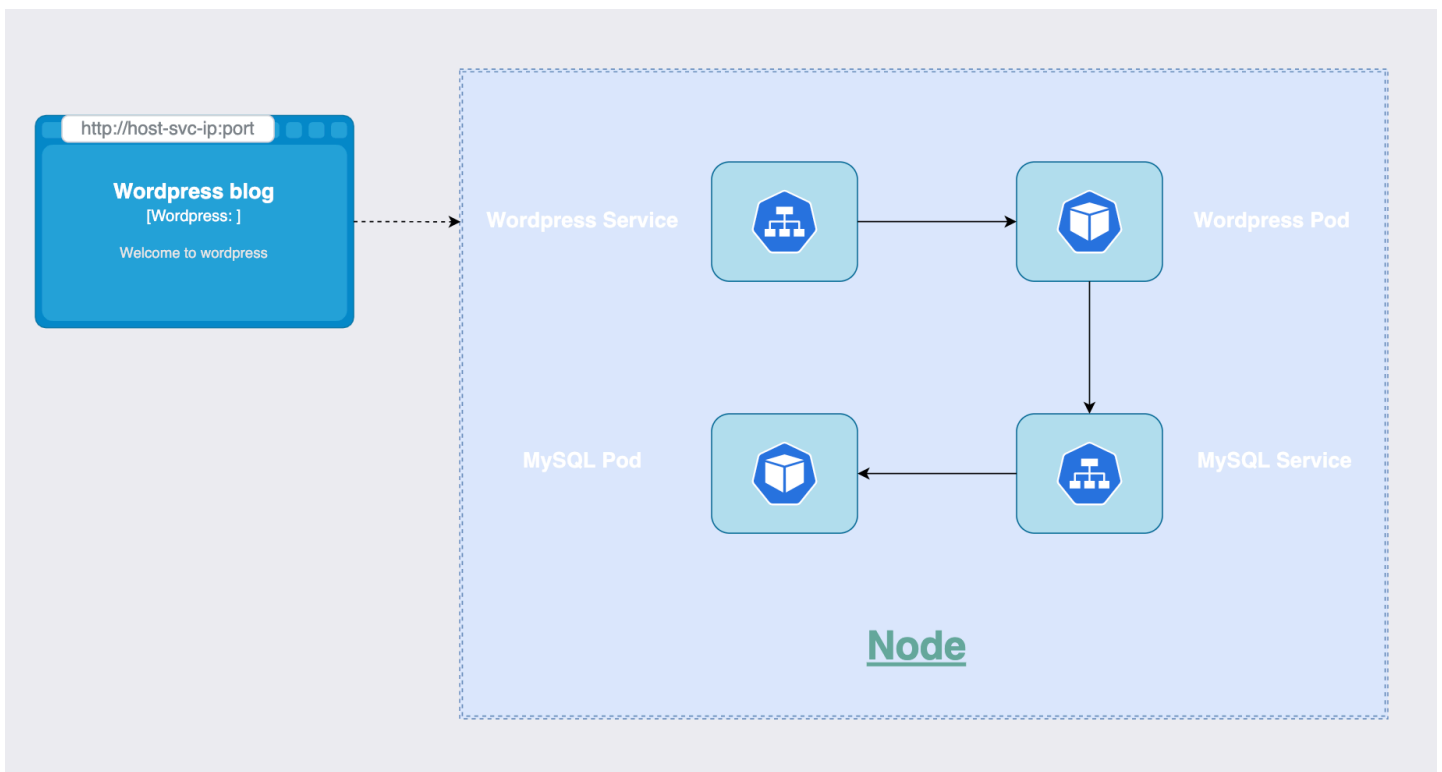 http://host-svc-ip:port
Wordpress blog
[Wordpress: ]
Welcome to wordpress
Wordpress Service
Wordpress Pod
MySQL Pod
MySQL Service
Node